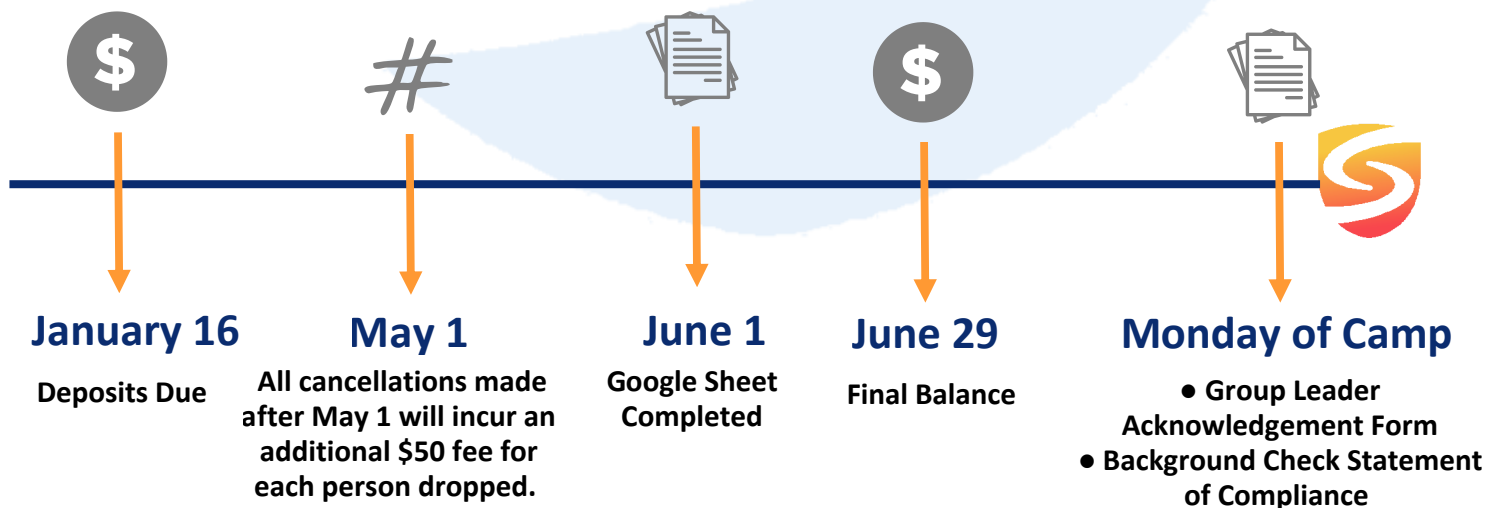 $
#
$
January 16
Deposits Due
May 1
All cancellations made
after May 1 will incur an
additional $50 fee for
each person dropped.
June 1
Google Sheet
Completed
June 29
Final Balance
Monday of Camp
● Group Leader
Acknowledgement Form
● Background Check Statement
of Compliance